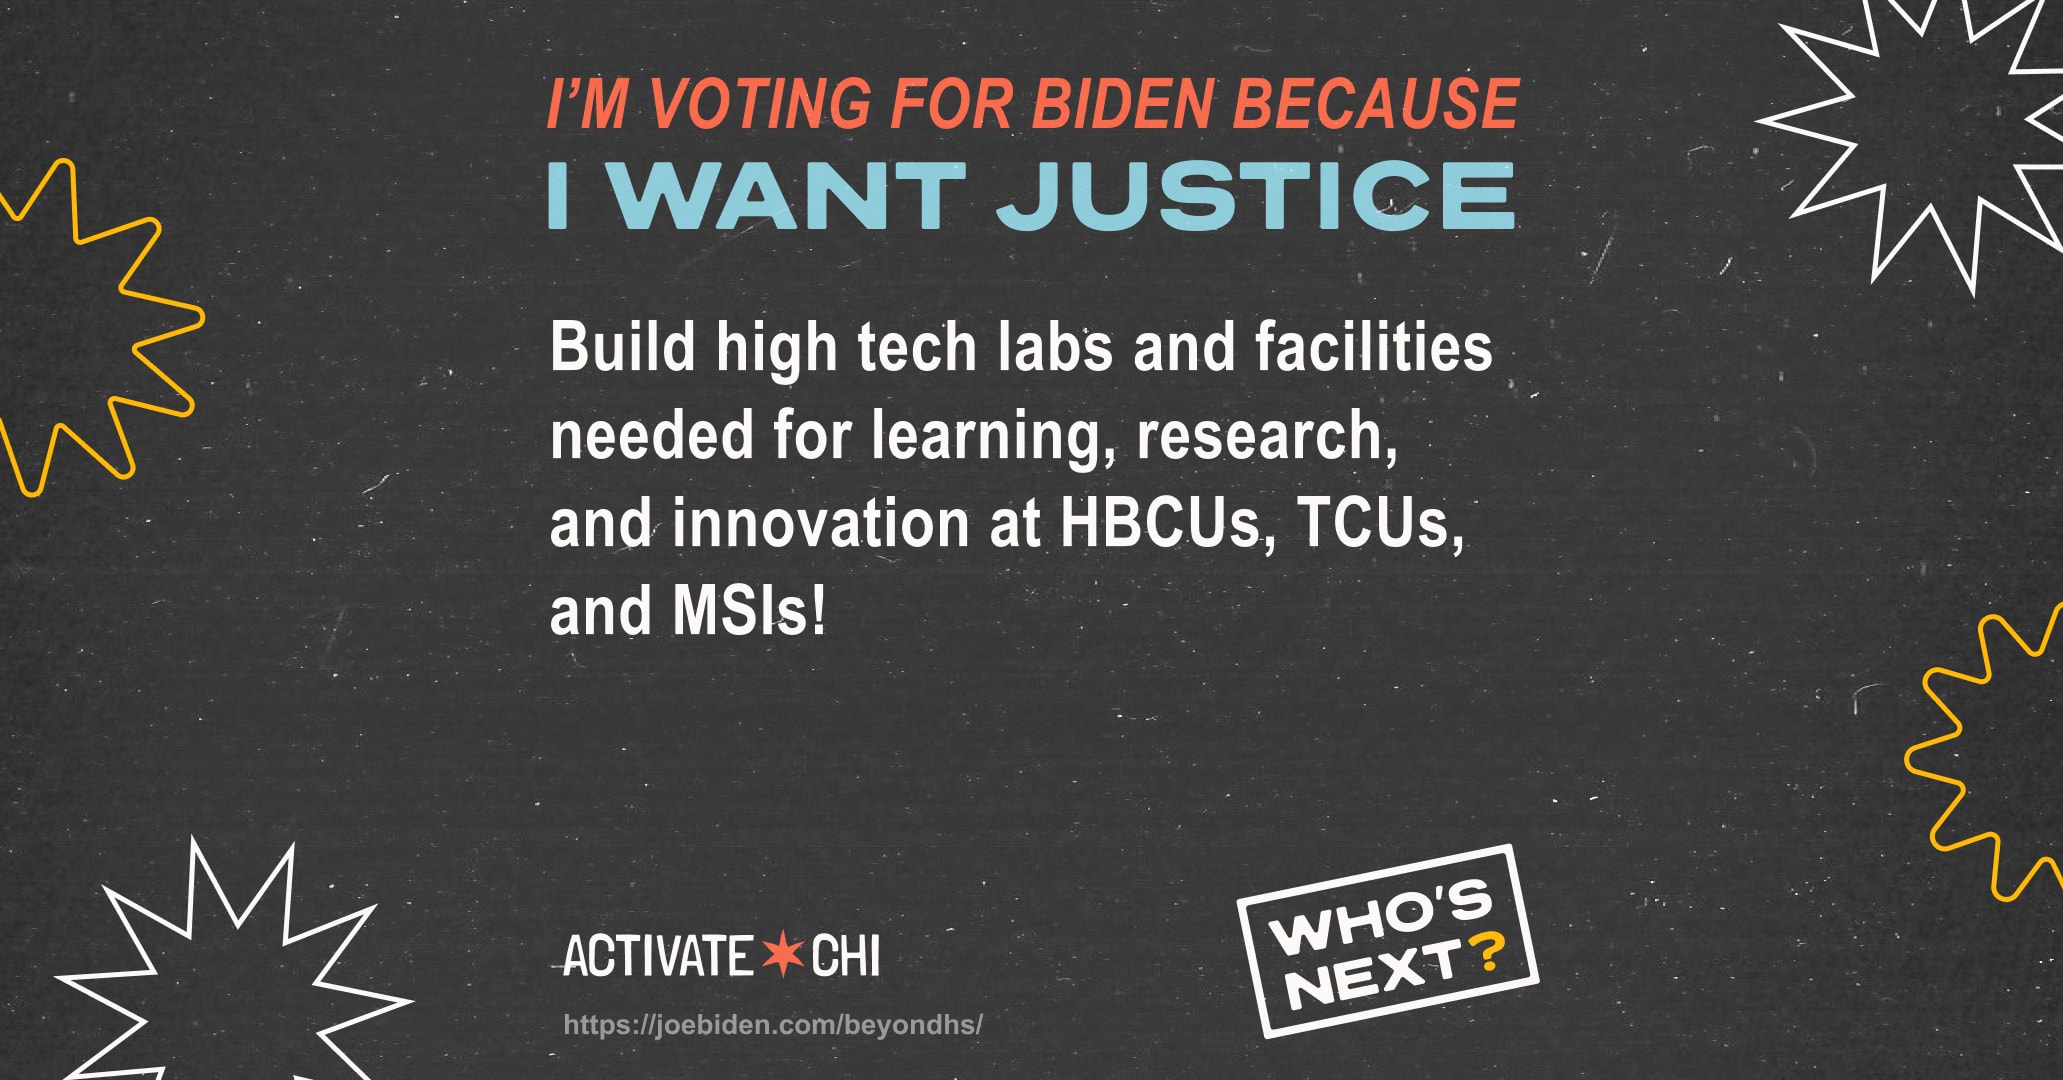 I’M VOTING FOR BIDEN BECAUSE
I WANT JUSTICE
Build high tech labs and facilities
needed for learning, research,
and innovation at HBCUs, TCUs,
and MSIs!
ACTIVATE CHI
https://joebiden.com/beyondhs/
WHO'S
NEXT?